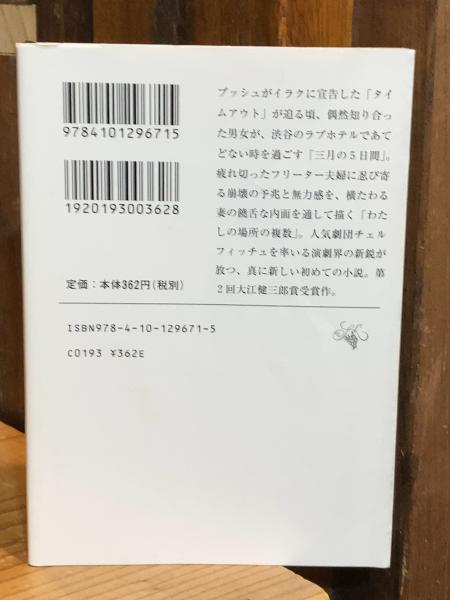 9784101296715
1920193003628
定価：本体362円(税別)
ブッシュがイラクに宣告した「タイ
ムアウト」が迫る頃、偶然知り合っ
た男女が、渋谷のラブホテルであて
どない時を過ごす「三月の5日間」。
疲れ切ったフリーター夫婦に忍び寄
る崩壊の予兆と無力感を、横たわる
妻の饒舌な内面を通して描く「わた
しの場所の複数」。人気劇団チェル
フィッチュを率いる演劇界の新鋭が
放つ、真に新しい初めての小説。第
2回大江健三郎賞受賞作。
ISBN978-4-10-129671-5
C0193 ¥362E